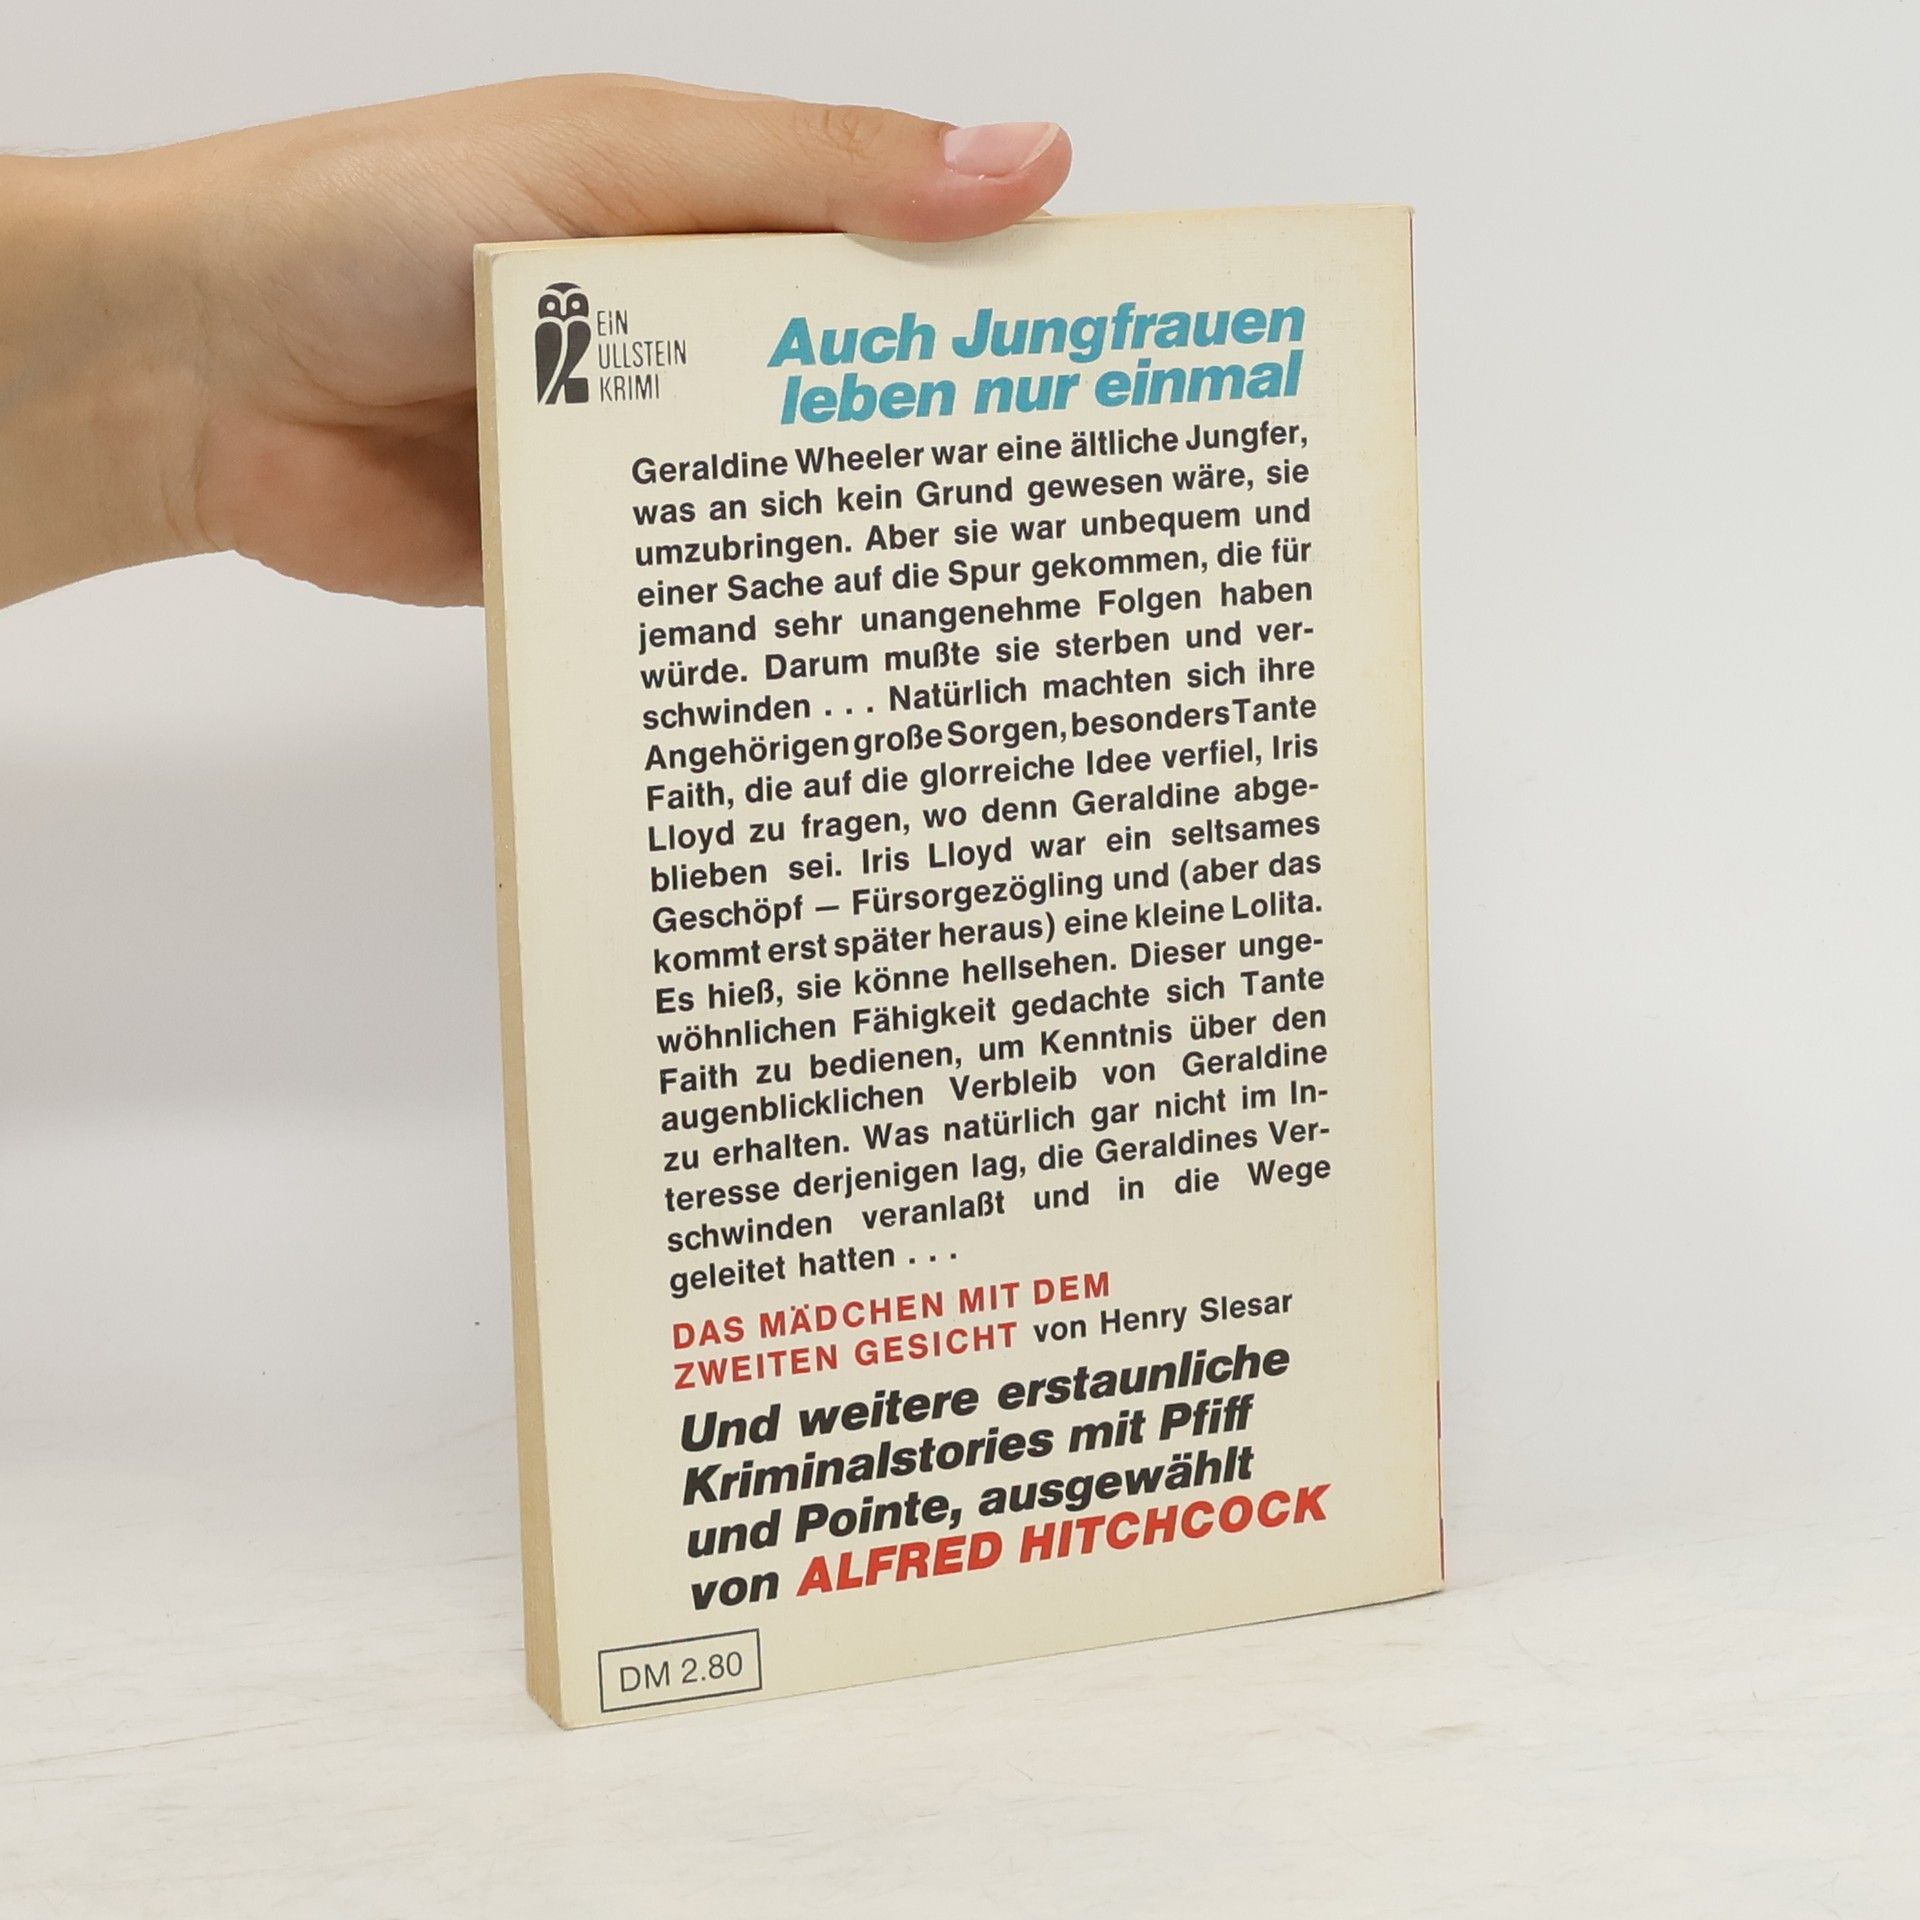 EIN
ULLSTEIN
KRIMI
Auch Jungfrauen
leben nur einmal
Geraldine Wheeler war eine ältliche Jungfer,
was an sich kein Grund gewesen wäre, sie
umzubringen. Aber sie war unbequem und
einer Sache auf die Spur gekommen, die für
jemand sehr unangenehme Folgen haben
würde. Darum mußte sie sterben und ver-
schwinden . . . Natürlich machten sich ihre
Angehörigen große Sorgen, besonders Tante
Faith, die auf die glorreiche Idee verfiel, Iris
Lloyd zu fragen, wo denn Geraldine abge-
blieben sei. Iris Lloyd war ein seltsames
Geschöpf – Fürsorgezögling und (aber das
kommt erst später heraus) eine kleine Lolita.
Es hieß, sie könne hellsehen. Dieser unge-
wöhnlichen Fähigkeit gedachte sich Tante
Faith zu bedienen, um Kenntnis über den
augenblicklichen Verbleib von Geraldine
zu erhalten. Was natürlich gar nicht im In-
teresse derjenigen lag, die Geraldines Ver-
schwinden veranlaßt und in die Wege
geleitet hatten . . .
DAS MÄDCHEN MIT DEM
ZWEITEN GESICHT von Henry Slesar
Und weitere erstaunliche
Kriminalstories mit Pfiff
und Pointe, ausgewählt
von ALFRED HITCHCOCK
DM 2.80